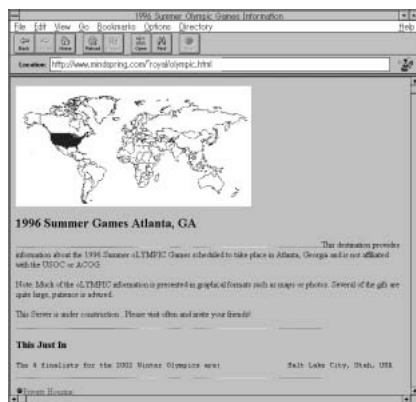 1996 Summer Olympic Games Information
File Edit View Go Bookmarks Options Directory Help
Back Home Reload Open Find
Location: http://www.mindspring.com/~royal/olympic.html
1996 Summer Games Atlanta, GA
This destination provides
information about the 1996 Summer oLYMPIC Games scheduled to take place in Atlanta, Georgia and is not affiliated
with the USOC or ACOG.
Note: Much of the oLYMPIC information is presented in graphical formats such as maps or photos. Several of the gifs are
quite large, patience is advised.
This Server is under construction. Please visit often and invite your friends!
This Just In
The 4 finalists for the 2002 Winter Olympics are: Salt Lake City, Utah, USA
Private Housing